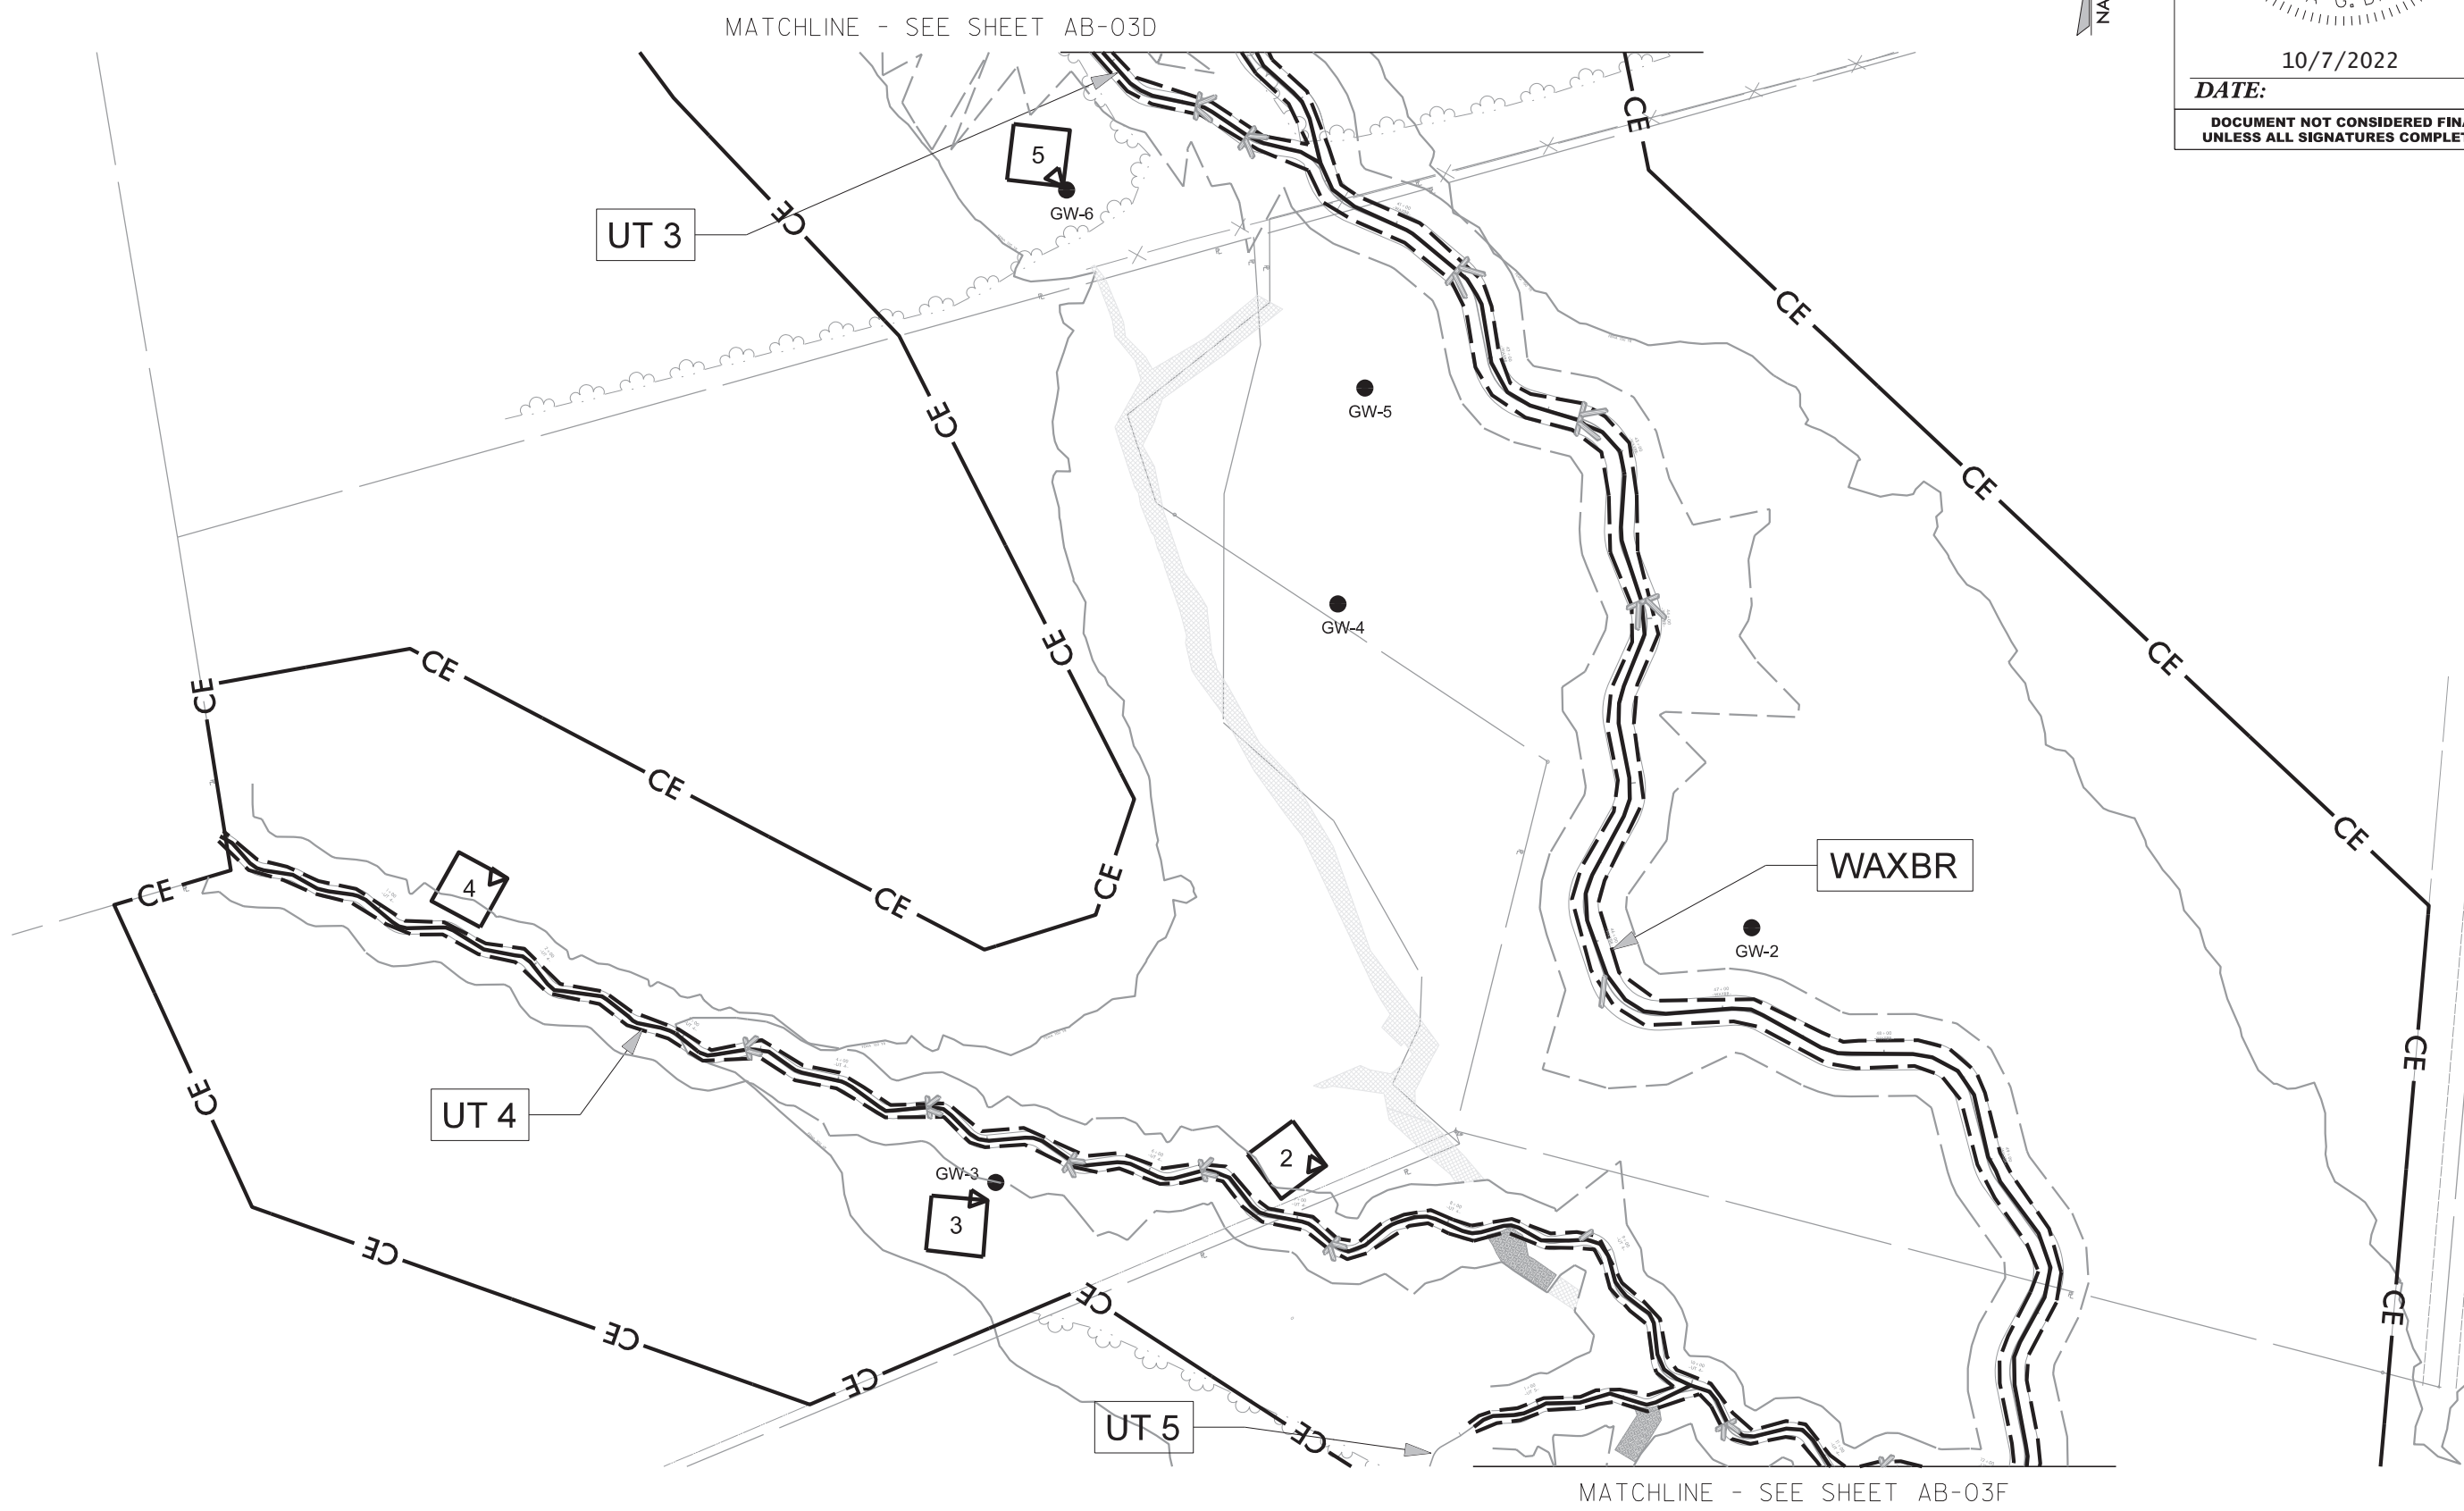 MATCHLINE - SEE SHEET AB-03D
NA
10/7/2022
DATE:
DOCUMENT NOT CONSIDERED FINA
UNLESS ALL SIGNATURES COMPLET
CE
5
GW-6
UT 3
CE
CE
CE
GW-5
CE
CE
GW-4
CE
CE
CE
CE
CE
CE
CE
WAXBR
4
CE
CE
GW-2
CE
CE
UT 4
2
GW-3
3
CE
CE
CE
CE
CE
UT 5
CE
MATCHLINE - SEE SHEET AB-03F